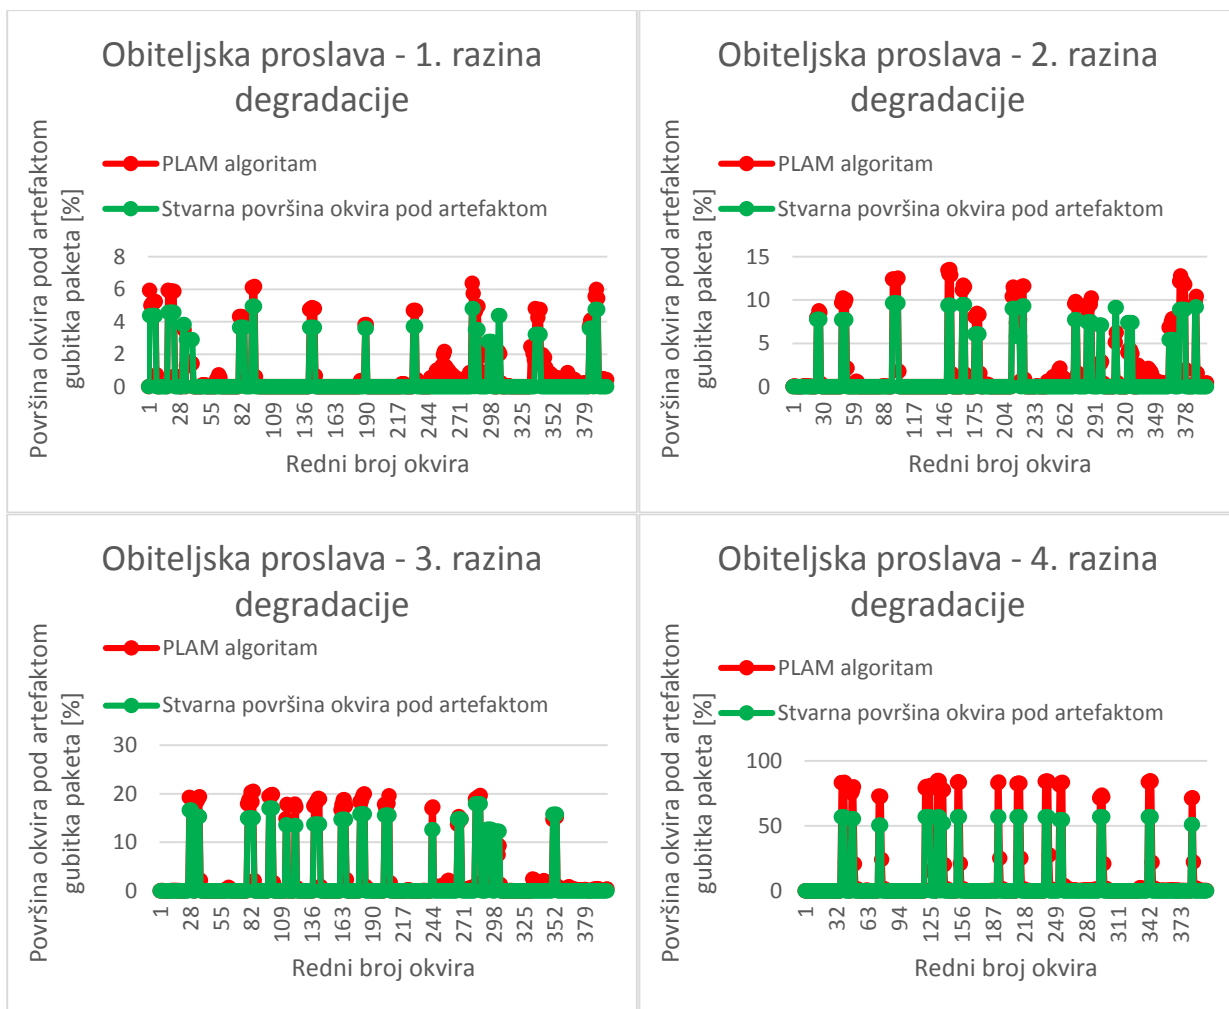 Obiteljska proslava - 1. razina
degradacije
Površina okvira pod artefaktom
gubitka paketa [%]
PLAM algoritam
Stvarna površina okvira pod artefaktom
8
6
4
2
0
1 28 55 82 109 136 163 190 217 244 271 298 325 352 379
Redni broj okvira
Obiteljska proslava - 2. razina
degradacije
Površina okvira pod artefaktom
gubitka paketa [%]
PLAM algoritam
Stvarna površina okvira pod artefaktom
15
10
5
0
1 30 59 88 117 146 175 204 233 262 291 320 349 378
Redni broj okvira
Obiteljska proslava - 3. razina
degradacije
Površina okvira pod artefaktom
gubitka paketa [%]
PLAM algoritam
Stvarna površina okvira pod artefaktom
30
20
10
0
1 28 55 82 109 136 163 190 217 244 271 298 325 352 379
Redni broj okvira
Obiteljska proslava - 4. razina
degradacije
Površina okvira pod artefaktom
gubitka paketa [%]
PLAM algoritam
Stvarna površina okvira pod artefaktom
100
50
0
1 32 63 94 125 156 187 218 249 280 311 342 373
Redni broj okvira